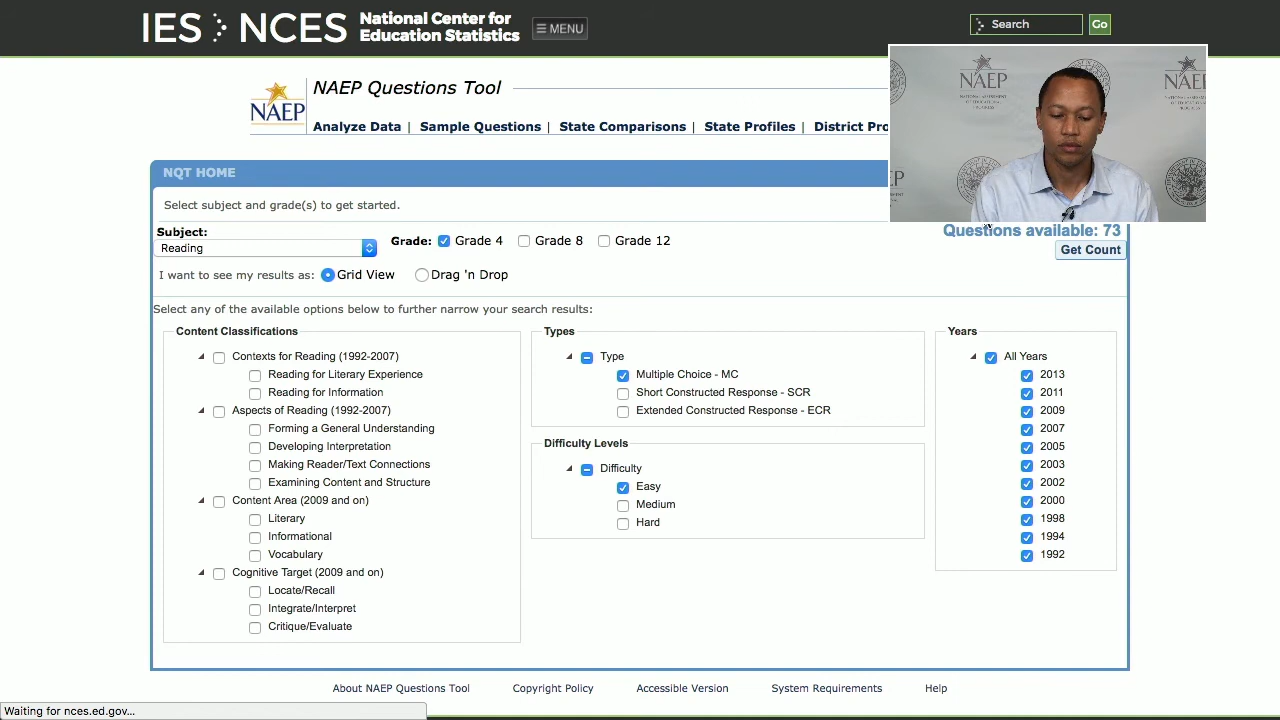 IES NCES National Center for Education Statistics
MENU
Search
Go
NAEP
NAEP Questions Tool
Analyze Data | Sample Questions | State Comparisons | State Profiles | District Pro
NAEP
NQT HOME
Select subject and grade(s) to get started.
Subject:
Reading
Grade: Grade 4 Grade 8 Grade 12
Questions available: 73
Get Count
I want to see my results as: Grid View Drag 'n Drop
Select any of the available options below to further narrow your search results:
Content Classifications
Contexts for Reading (1992-2007)
Reading for Literary Experience
Reading for Information
Aspects of Reading (1992-2007)
Forming a General Understanding
Developing Interpretation
Making Reader/Text Connections
Examining Content and Structure
Content Area (2009 and on)
Literary
Informational
Vocabulary
Cognitive Target (2009 and on)
Locate/Recall
Integrate/Interpret
Critique/Evaluate
Types
Type
Multiple Choice - MC
Short Constructed Response - SCR
Extended Constructed Response - ECR
Difficulty Levels
Difficulty
Easy
Medium
Hard
Years
All Years
2013
2011
2009
2007
2005
2003
2002
2000
1998
1994
1992
About NAEP Questions Tool
Copyright Policy
Accessible Version
System Requirements
Help
Waiting for nces.ed.gov...